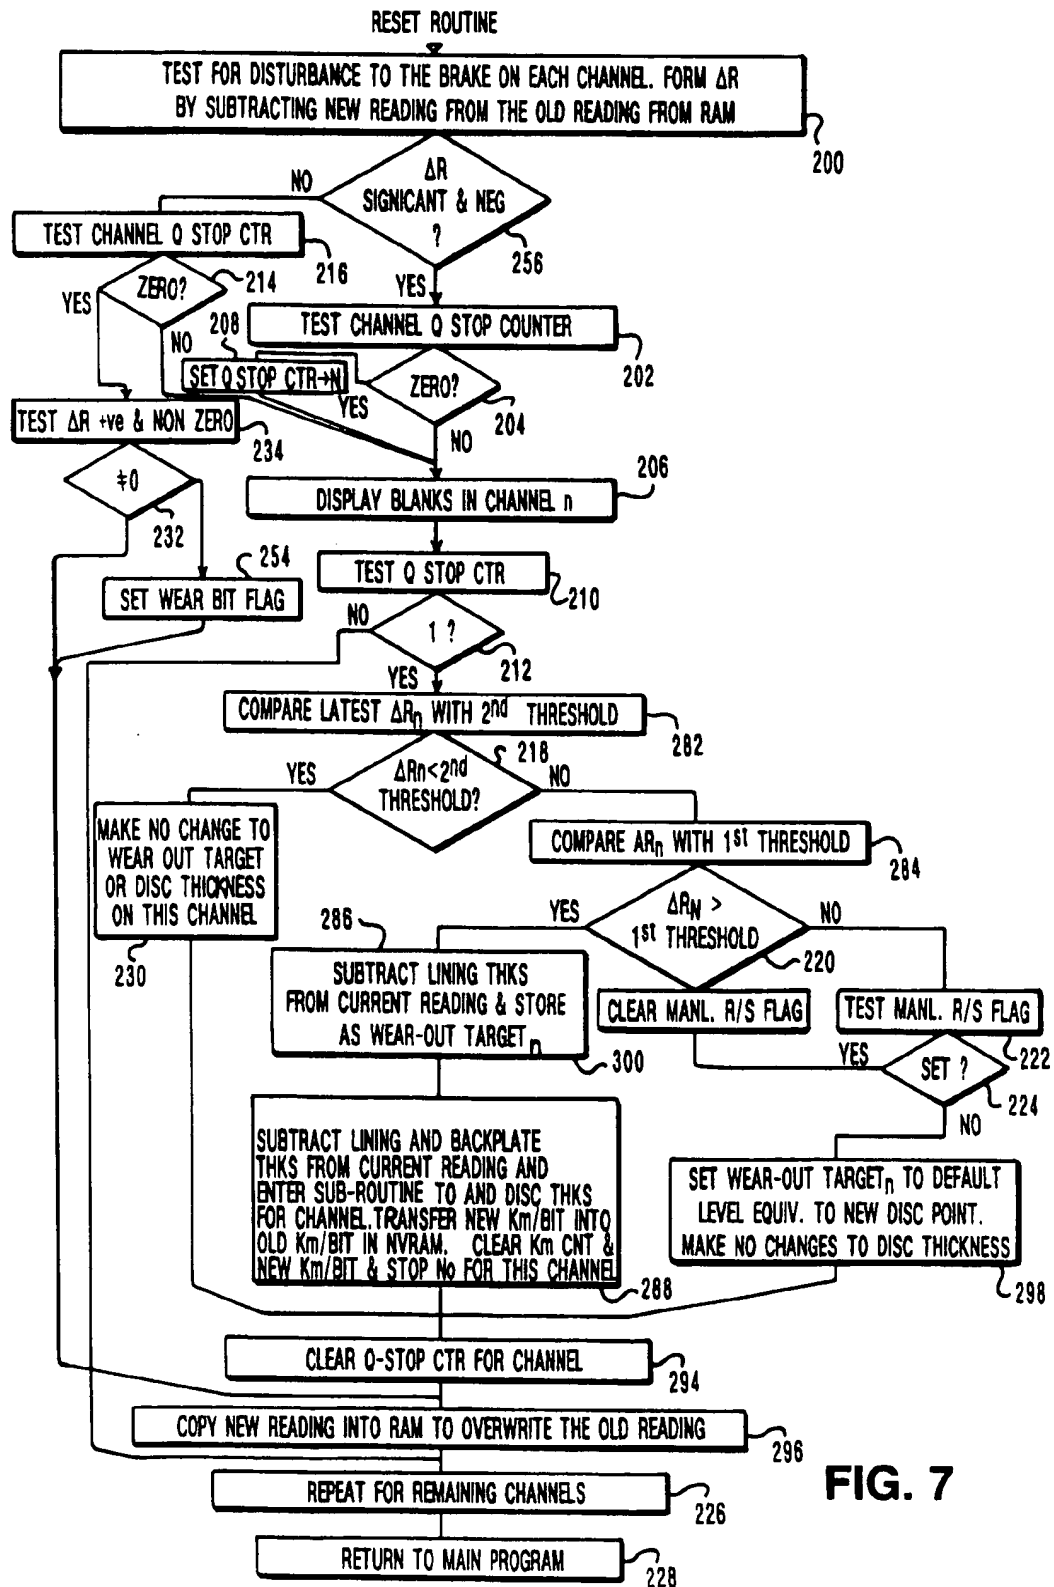 RESET ROUTINE
TEST FOR DISTURBANCE TO THE BRAKE ON EACH CHANNEL. FORM ΔR
BY SUBTRACTING NEW READING FROM THE OLD READING FROM RAM
200
ΔR
SIGNICANT & NEG
?
256
NO
YES
TEST CHANNEL Q STOP CTR
216
ZERO?
214
YES
NO
TEST CHANNEL Q STOP COUNTER
202
208
SET Q STOP CTR→N
ZERO?
204
YES
NO
TEST ΔR +ve & NON ZERO
234
≠0
232
DISPLAY BLANKS IN CHANNEL n
206
254
SET WEAR BIT FLAG
TEST Q STOP CTR
210
NO
1 ?
212
YES
COMPARE LATEST ΔRn WITH 2nd THRESHOLD
282
218
YES
ΔRn<2nd
THRESHOLD?
NO
MAKE NO CHANGE TO
WEAR OUT TARGET
OR DISC THICKNESS
ON THIS CHANNEL
230
COMPARE ARn WITH 1st THRESHOLD
284
YES
ΔRN >
1st THRESHOLD
NO
220
286
SUBTRACT LINING THKS
FROM CURRENT READING & STORE
AS WEAR-OUT TARGETn
300
CLEAR MANL. R/S FLAG
TEST MANL. R/S FLAG
222
YES
SET ?
224
NO
SUBTRACT LINING AND BACKPLATE
THKS FROM CURRENT READING AND
ENTER SUB-ROUTINE TO AND DISC THKS
FOR CHANNEL.TRANSFER NEW Km/BIT INTO
OLD Km/BIT IN NVRAM. CLEAR Km CNT &
NEW Km/BIT & STOP No FOR THIS CHANNEL
288
SET WEAR-OUT TARGETn TO DEFAULT
LEVEL EQUIV. TO NEW DISC POINT.
MAKE NO CHANGES TO DISC THICKNESS
298
CLEAR Q-STOP CTR FOR CHANNEL
294
COPY NEW READING INTO RAM TO OVERWRITE THE OLD READING
296
REPEAT FOR REMAINING CHANNELS
226
RETURN TO MAIN PROGRAM
228
FIG. 7